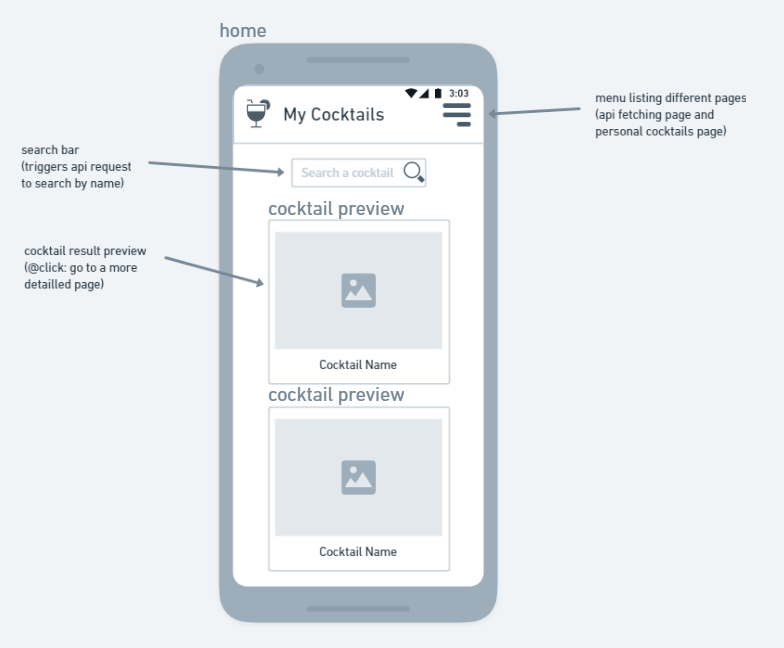 home
3:03
My Cocktails
menu listing different pages
(api fetching page and
personal cocktails page)
search bar
(triggers api request
to search by name)
Search a cocktail
cocktail preview
cocktail result preview
(@click: go to a more
detailled page)
Cocktail Name
cocktail preview
Cocktail Name